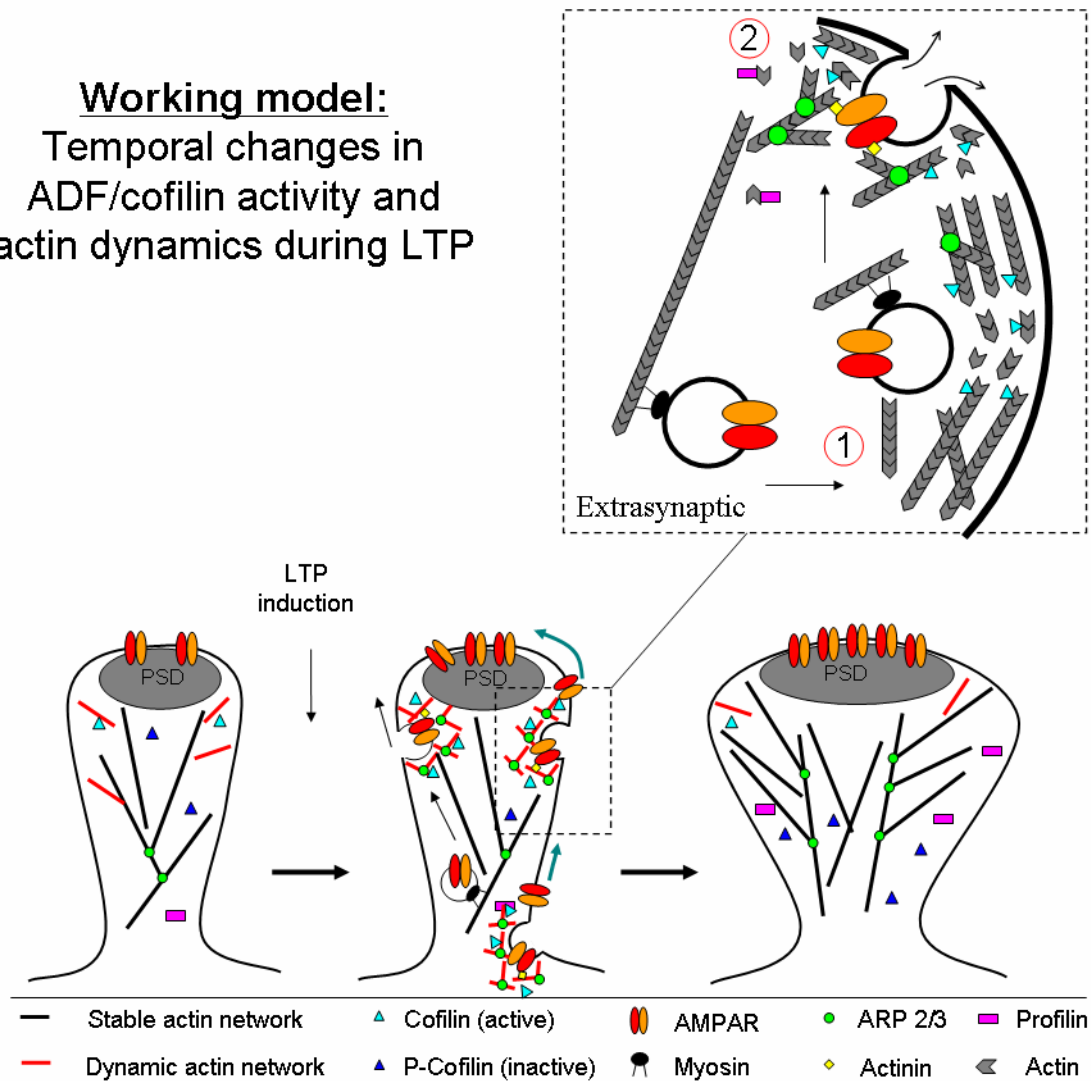 Working model:
Temporal changes in
ADF/cofilin activity and
actin dynamics during LTP
2
1
Extrasynaptic
LTP
induction
PSD
PSD
PSD
Stable actin network
Cofilin (active)
AMPAR
ARP 2/3
Profilin
Dynamic actin network
P-Cofilin (inactive)
Myosin
Actinin
Actin